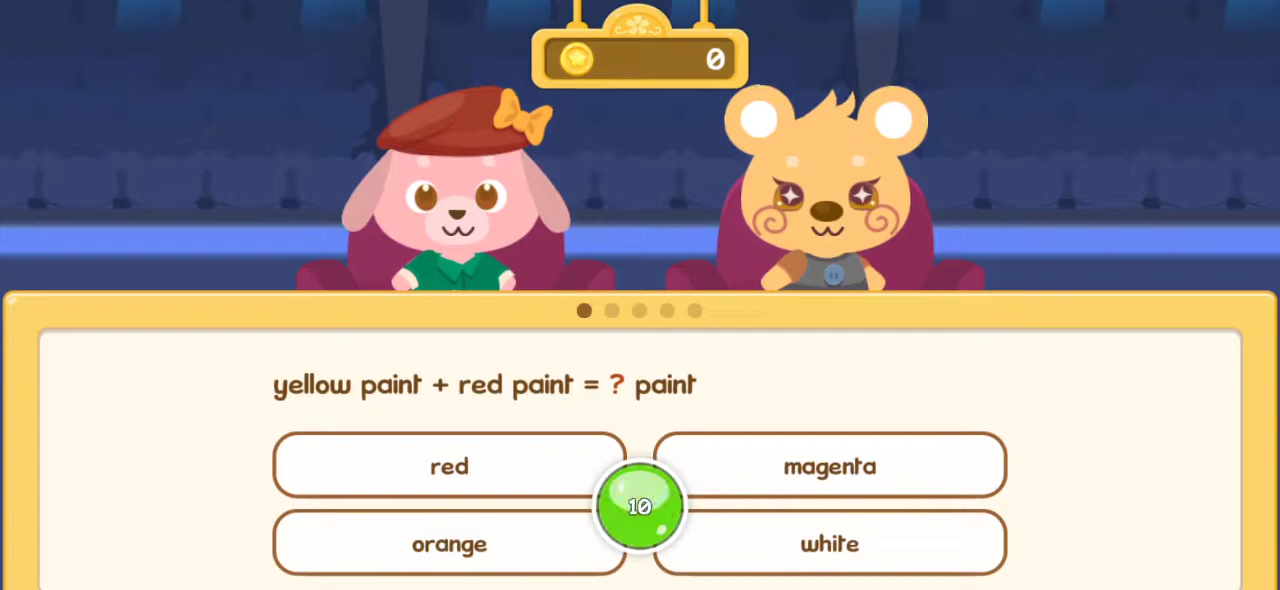 0
yellow paint + red paint = ? paint
red
magenta
10
orange
white